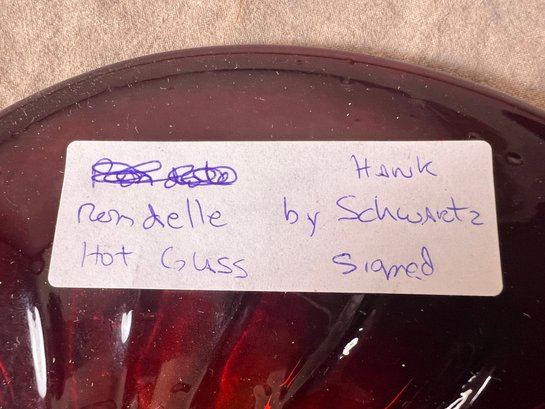 Hank
Rondelle by Schwartz
Hot Glass Signed